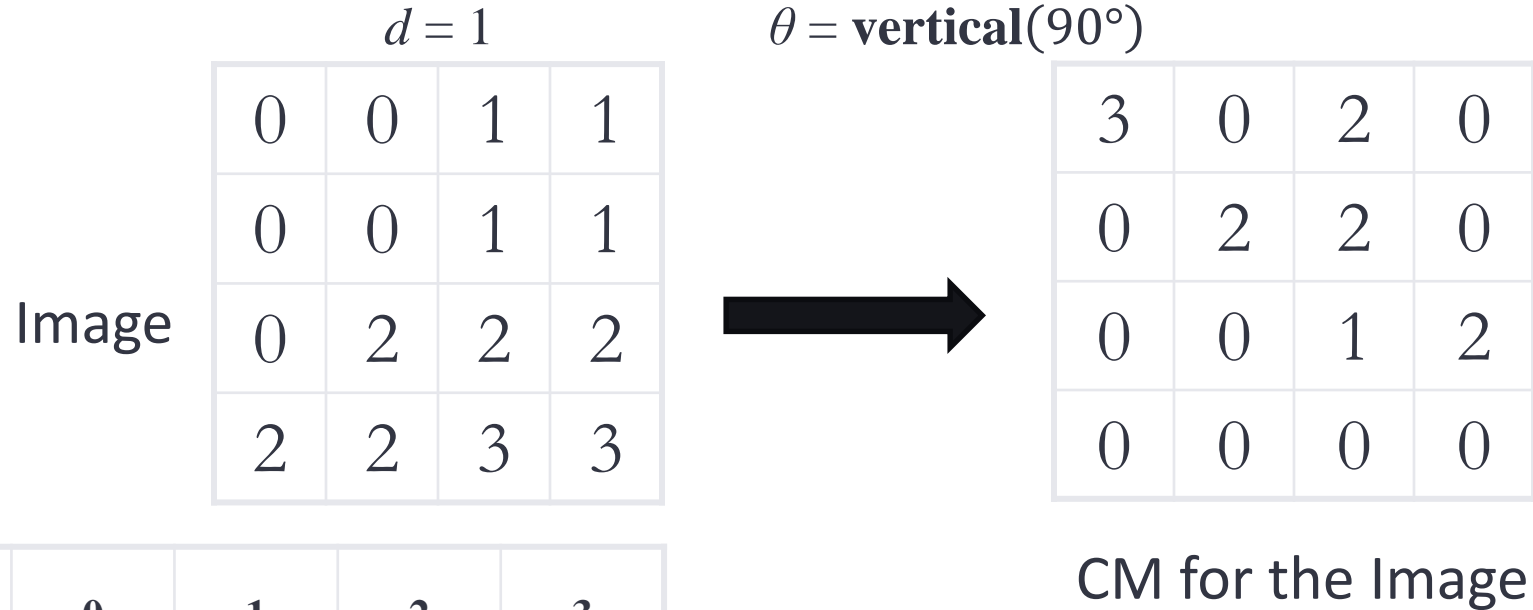 d = 1 θ = vertical(90°)
0 0 1 1 3 0 2 0
0 0 1 1 0 2 2 0
Image 0 2 2 2 0 0 1 2
2 2 3 3 0 0 0 0
CM for the Image